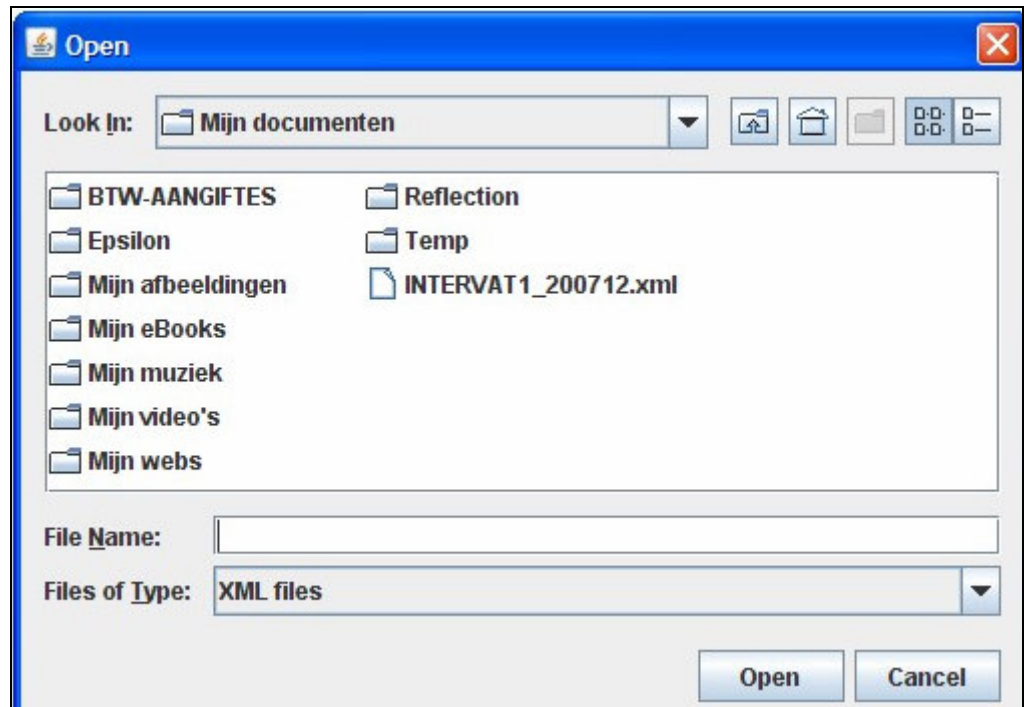 Open
Look In: Mijn documenten
BTW-AANGIFTES
Epsilon
Mijn afbeeldingen
Mijn eBooks
Mijn muziek
Mijn video's
Mijn webs
Reflection
Temp
INTERVAT1_200712.xml
File Name:
Files of Type: XML files
Open Cancel